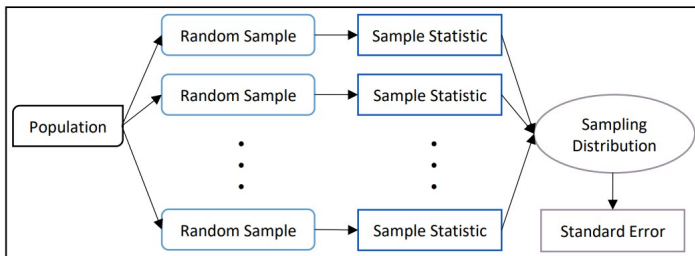 Random Sample
Sample Statistic
Random Sample
Sample Statistic
Population
Sampling
Distribution
Random Sample
Sample Statistic
Standard Error